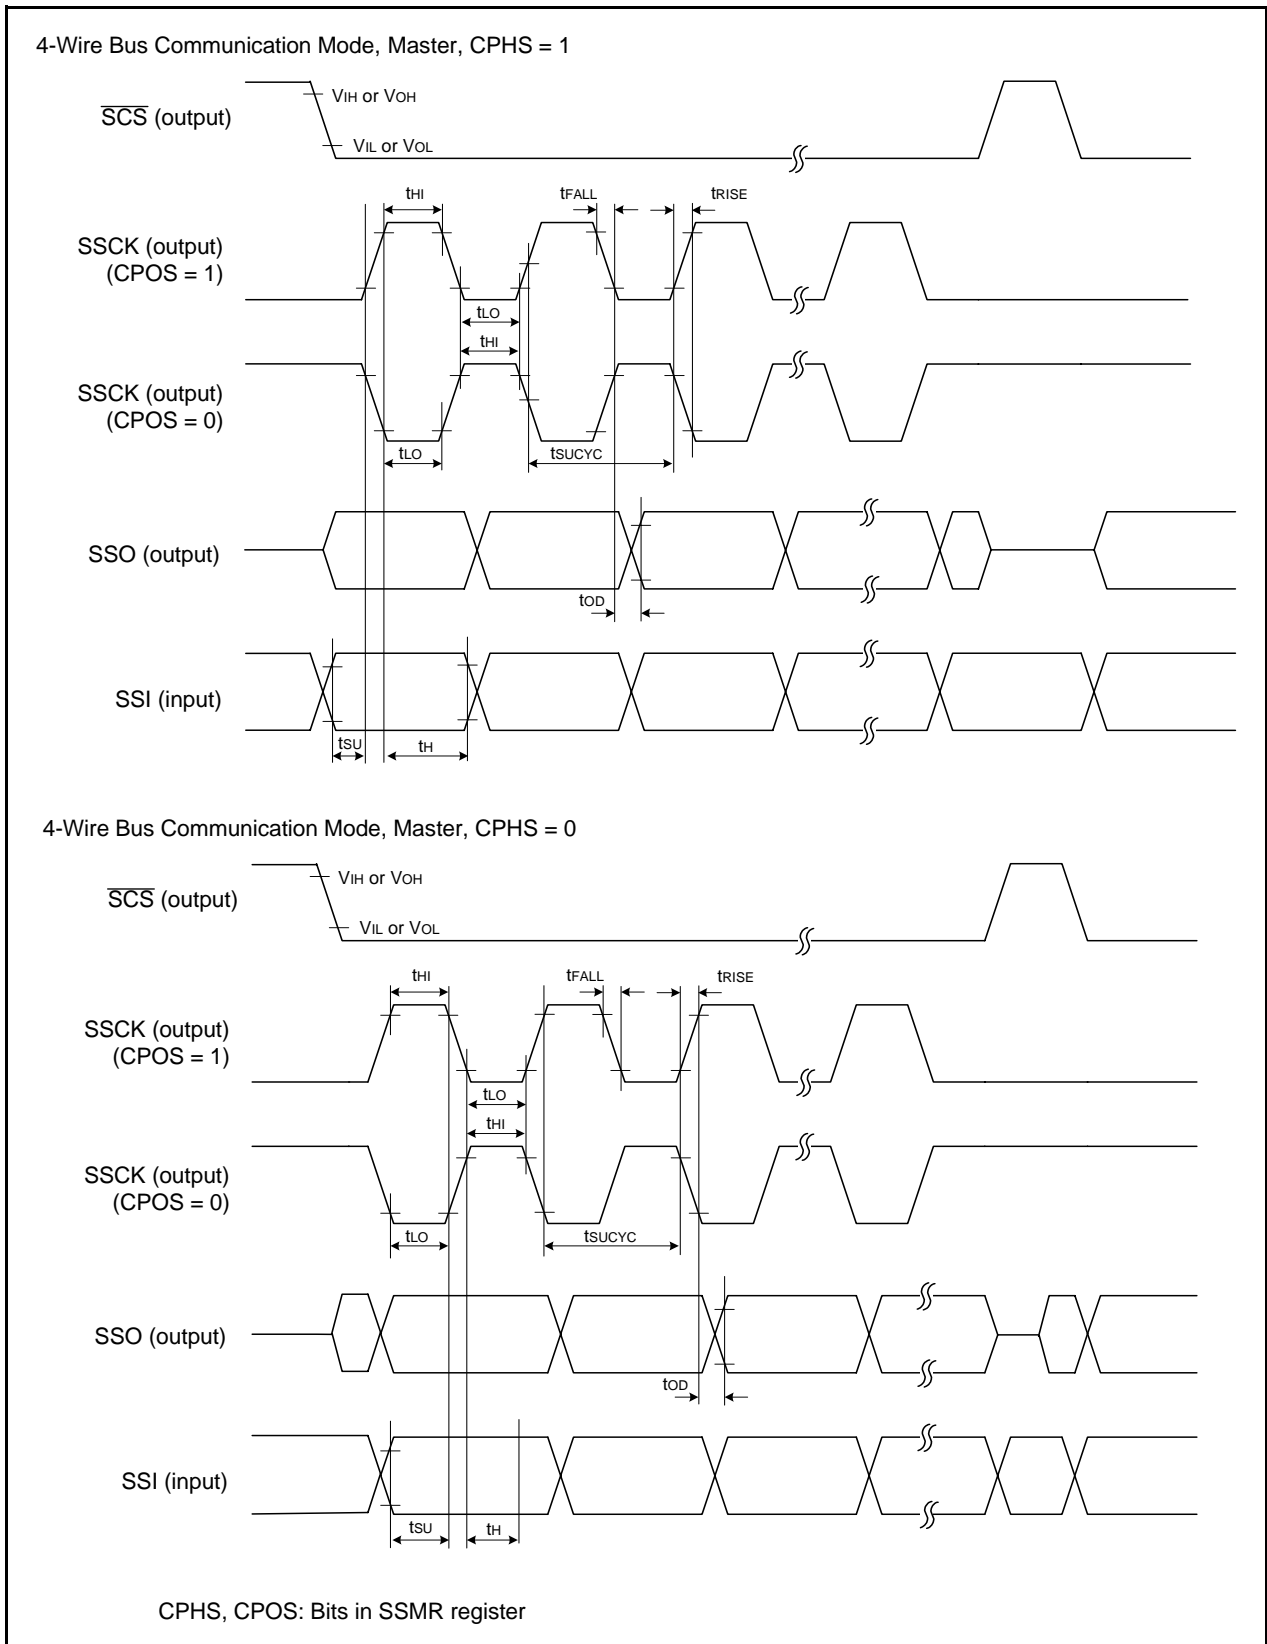 4-Wire Bus Communication Mode, Master, CPHS = 1
VIH or VOH
SCS (output)
VIL or VOL
tHI
tFALL
tRISE
SSCK (output)
(CPOS = 1)
tLO
tHI
SSCK (output)
(CPOS = 0)
tLO
tSUCYC
SSO (output)
tOD
SSI (input)
tSU
tH
4-Wire Bus Communication Mode, Master, CPHS = 0
VIH or VOH
SCS (output)
VIL or VOL
tHI
tFALL
tRISE
SSCK (output)
(CPOS = 1)
tLO
tHI
SSCK (output)
(CPOS = 0)
tLO
tSUCYC
SSO (output)
tOD
SSI (input)
tSU
tH
CPHS, CPOS: Bits in SSMR register